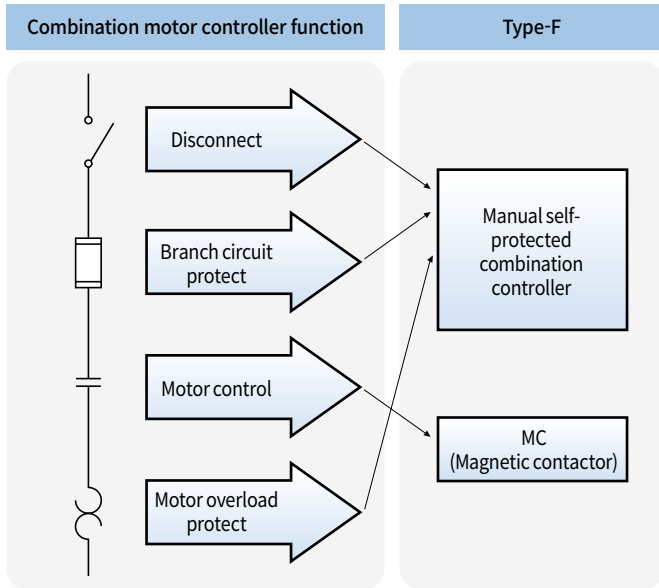 Combination motor controller function
Type-F
Disconnect
Branch circuit
protect
Motor control
Motor overload
protect
Manual self-
protected
combination
controller
MC
(Magnetic contactor)